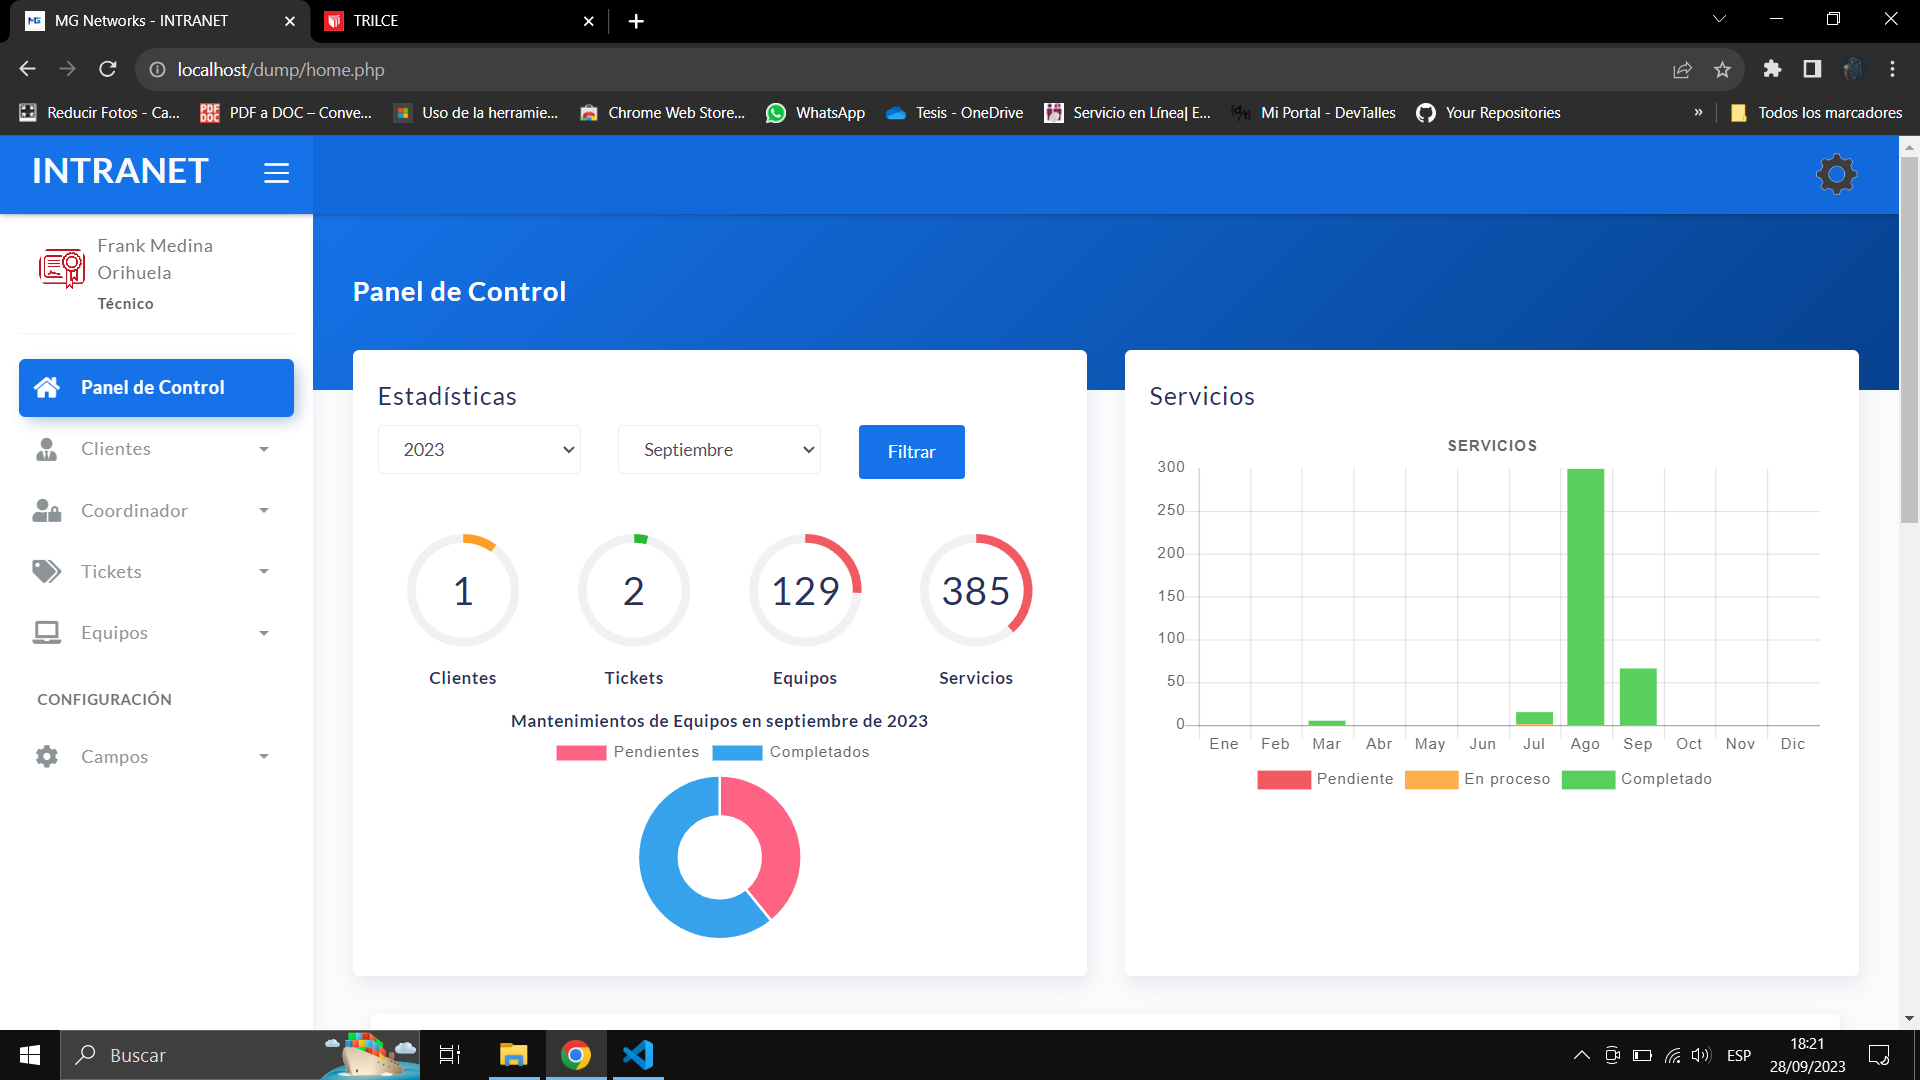 MG Networks - INTRANET
TRILCE
localhost/dump/home.php
Reducir Fotos - Ca...
PDF a DOC – Conve...
Uso de la herramie...
Chrome Web Store...
WhatsApp
Tesis - OneDrive
Servicio en Línea| E...
Mi Portal - DevTalles
Your Repositories
»
Todos los marcadores
INTRANET
Frank Medina
Orihuela
Técnico
Panel de Control
Clientes
Coordinador
Tickets
Equipos
CONFIGURACIÓN
Campos
Panel de Control
Estadísticas
2023
Septiembre
Filtrar
1
2
129
385
Clientes
Tickets
Equipos
Servicios
Mantenimientos de Equipos en septiembre de 2023
Pendientes
Completados
Servicios
SERVICIOS
300
250
200
150
100
50
0
Ene Feb Mar Abr May Jun Jul Ago Sep Oct Nov Dic
Pendiente
En proceso
Completado
Buscar
ESP
18:21
28/09/2023